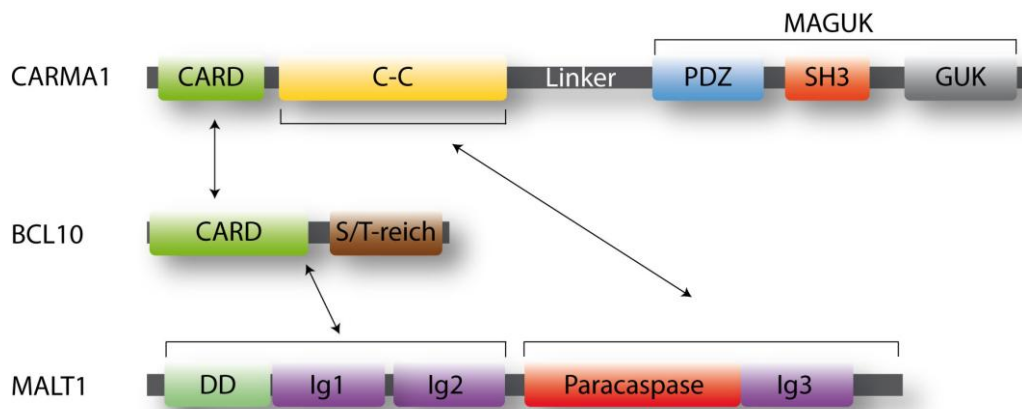 MAGUK
CARMA1 CARD C-C Linker PDZ SH3 GUK
BCL10 CARD S/T-reich
MALT1 DD Ig1 Ig2 Paracaspase Ig3